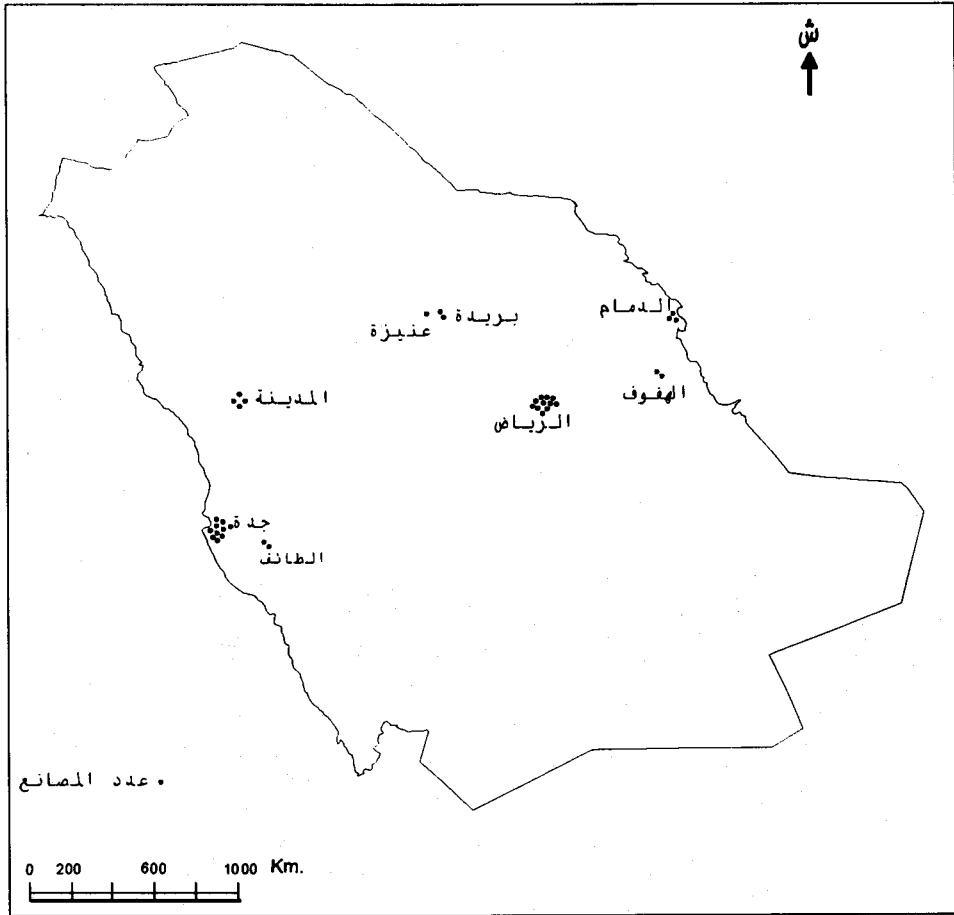 ش
الدمام
بريدة
عنيزة
الهفوف
المدينة
الرياض
جدة
الطائف
عدد المصانع
0 200 600 1000 Km.